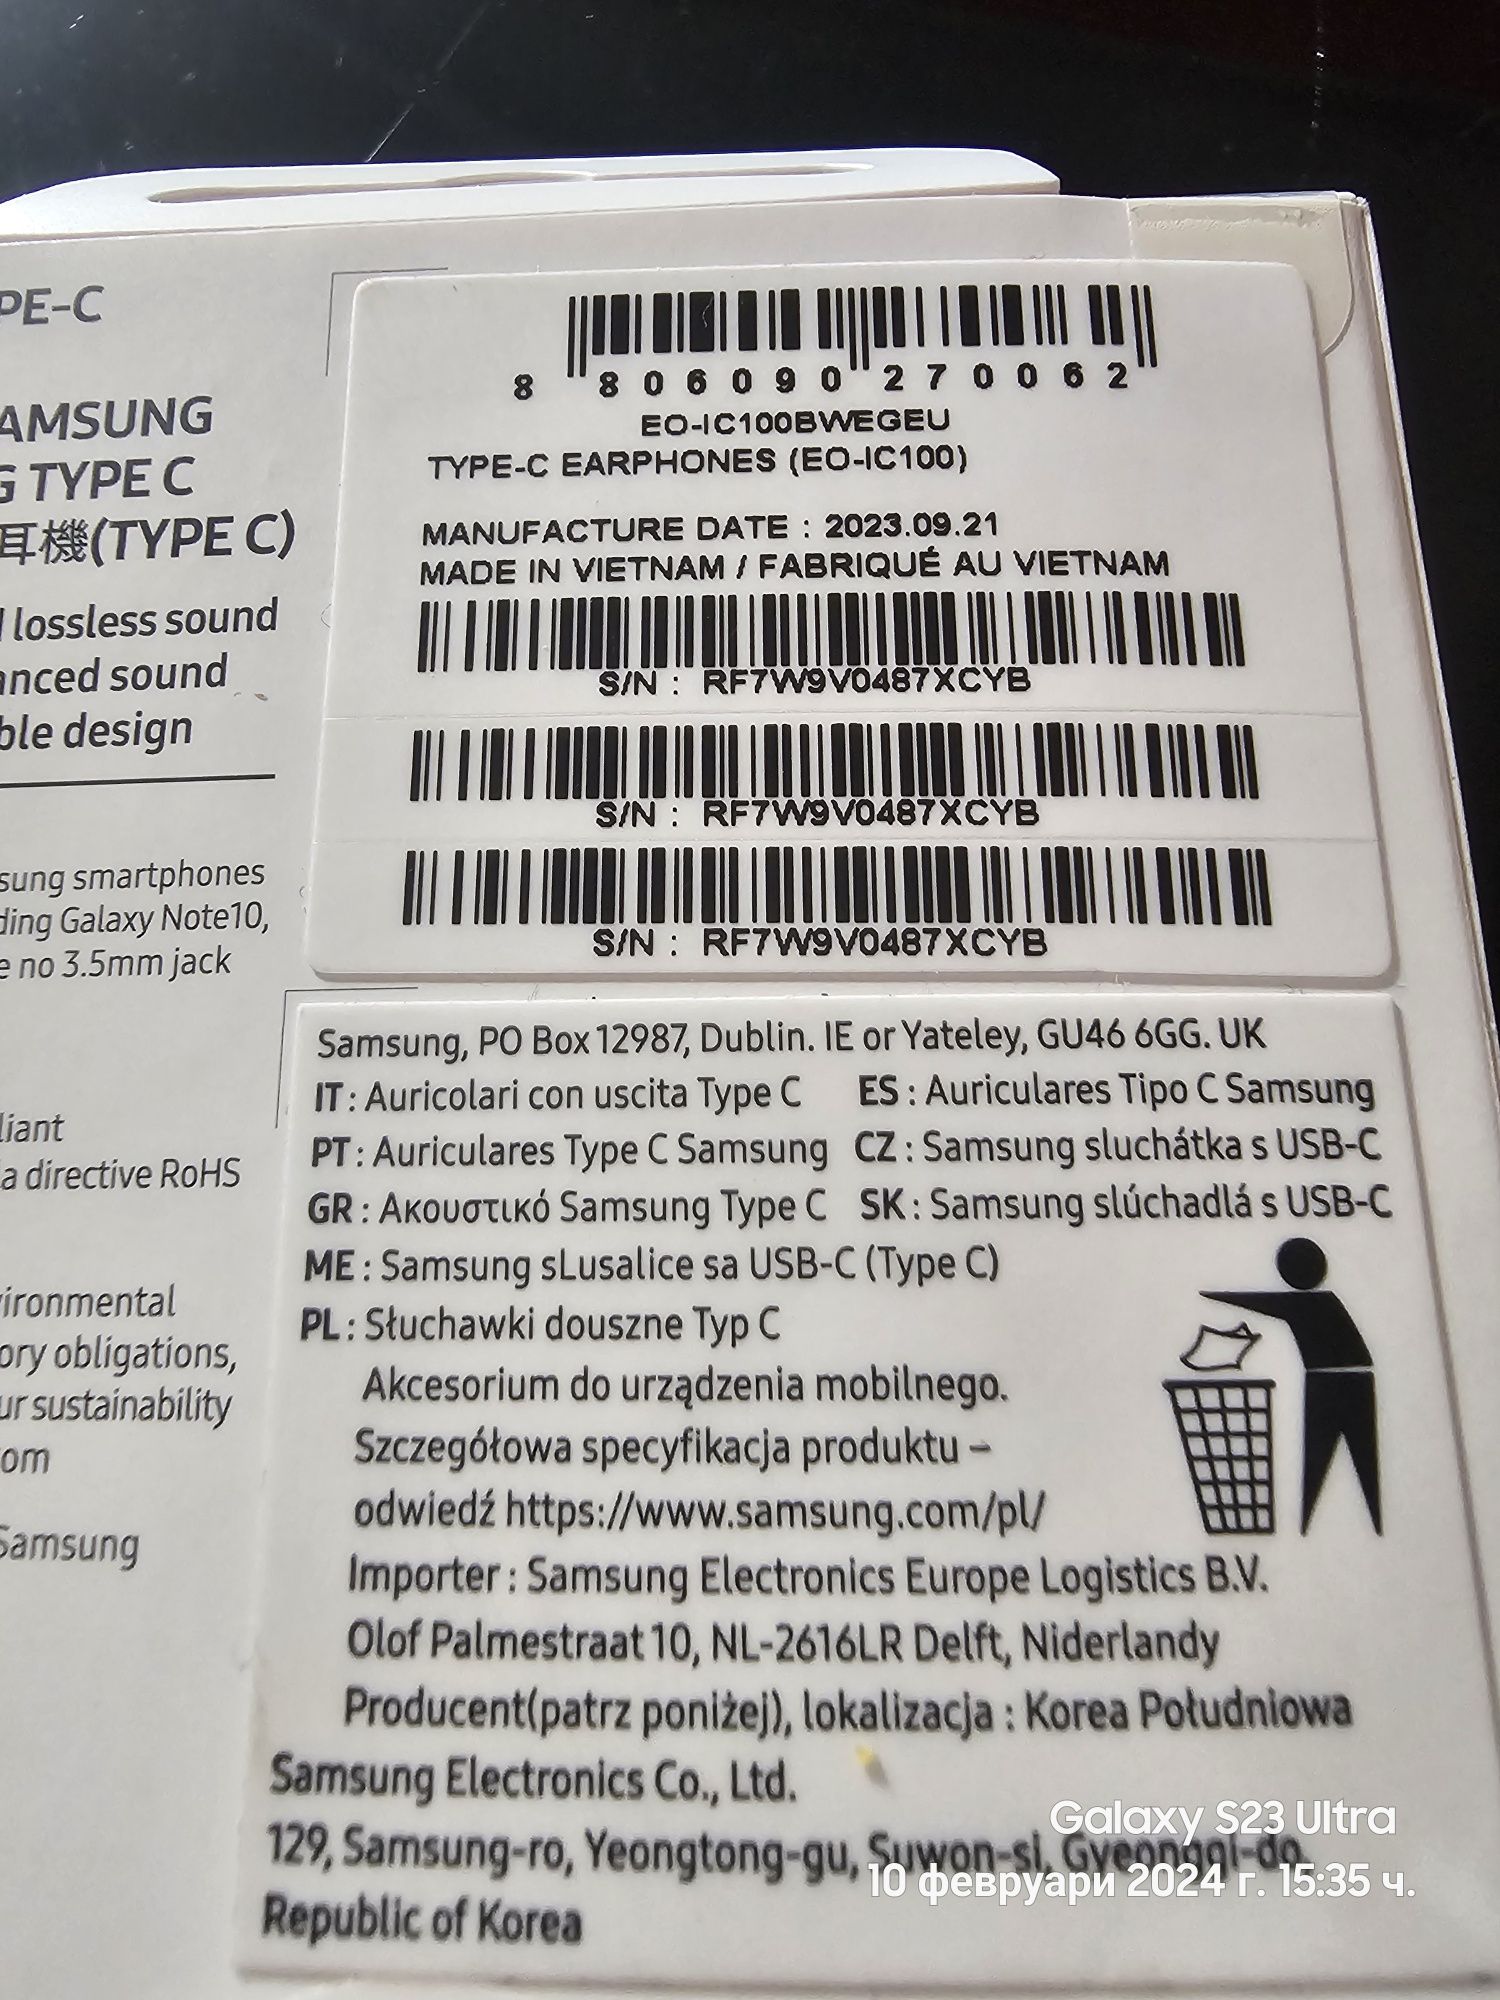 PE-C
AMSUNG
G TYPE C
耳機(TYPE C)
lossless sound
anced sound
ble design
sung smartphones
ding Galaxy Note10,
e no 3.5mm jack
liant
a directive RoHS
vironmental
ory obligations,
ur sustainability
om
Samsung
8 806090 270062
EO-IC100BWEGEU
TYPE-C EARPHONES (EO-IC100)
MANUFACTURE DATE : 2023.09.21
MADE IN VIETNAM / FABRIQUÉ AU VIETNAM
S/N : RF7W9V0487XCYB
S/N : RF7W9V0487XCYB
S/N : RF7W9V0487XCYB
Samsung, PO Box 12987, Dublin. IE or Yateley, GU46 6GG. UK
IT : Auricolari con uscita Type C ES : Auriculares Tipo C Samsung
PT : Auriculares Type C Samsung CZ : Samsung sluchátka s USB-C
GR : Ακουστικό Samsung Type C SK : Samsung slúchadlá s USB-C
ME : Samsung sLusalice sa USB-C (Type C)
PL : Słuchawki douszne Typ C
Akcesorium do urządzenia mobilnego.
Szczegółowa specyfikacja produktu –
odwiedź https://www.samsung.com/pl/
Importer : Samsung Electronics Europe Logistics B.V.
Olof Palmestraat 10, NL-2616LR Delft, Niderlandy
Producent(patrz poniżej), lokalizacja : Korea Południowa
Samsung Electronics Co., Ltd.
129, Samsung-ro, Yeongtong-gu, Suwon-si, Gyeonggi-do,
Republic of Korea
Galaxy S23 Ultra
10 февруари 2024 г. 15:35 ч.